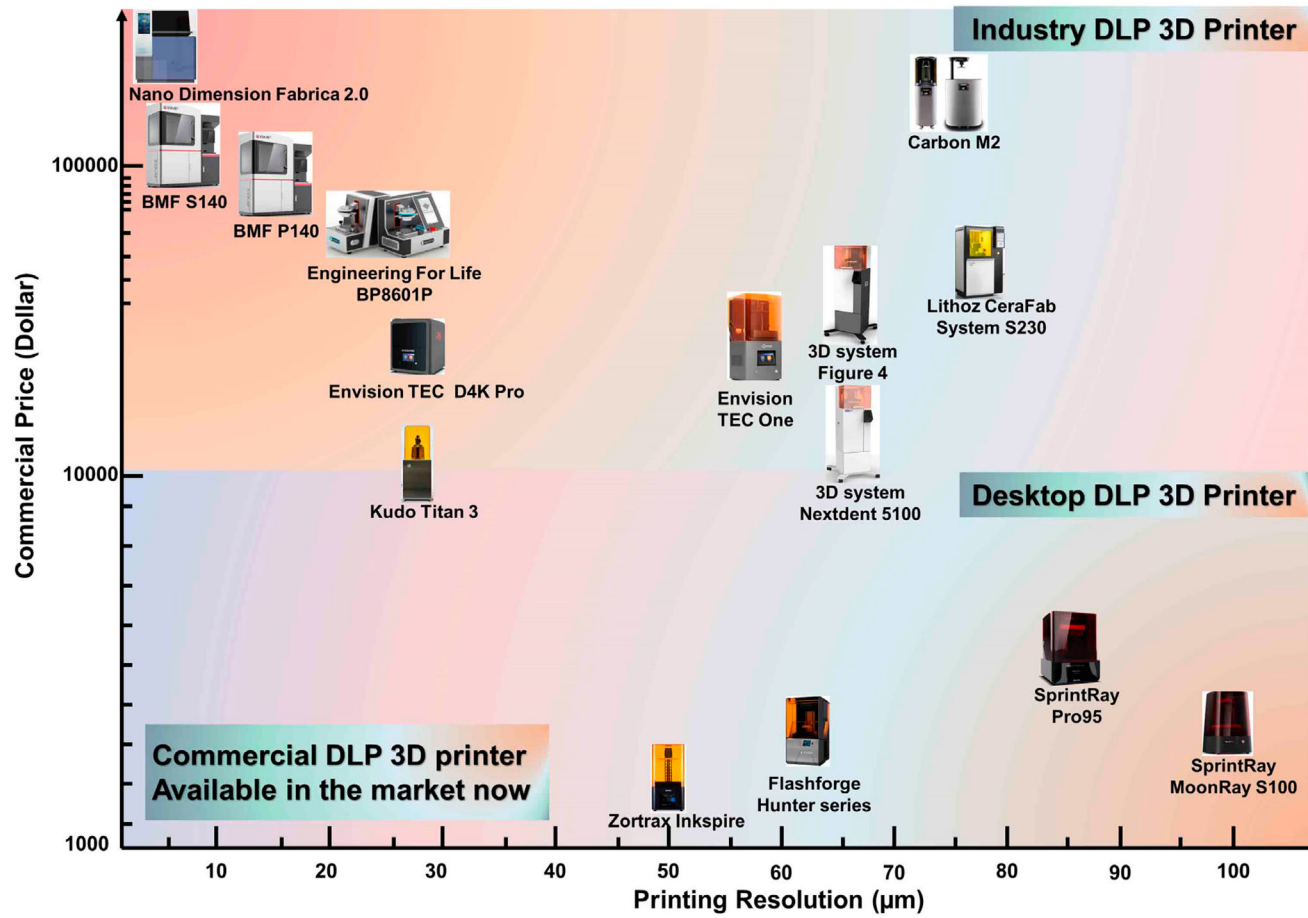 Industry DLP 3D Printer
Nano Dimension Fabrica 2.0
Carbon M2
100000
BMF S140
BMF P140
Engineering For Life
BP8601P
Lithoz CeraFab
System S230
3D system
Figure 4
Envision TEC D4K Pro
Envision
TEC One
Commercial Price (Dollar)
10000
Desktop DLP 3D Printer
3D system
Nextdent 5100
Kudo Titan 3
SprintRay
Pro95
Commercial DLP 3D printer
Available in the market now
SprintRay
MoonRay S100
Flashforge
Hunter series
Zortrax Inkspire
1000
10 20 30 40 50 60 70 80 90 100
Printing Resolution (μm)